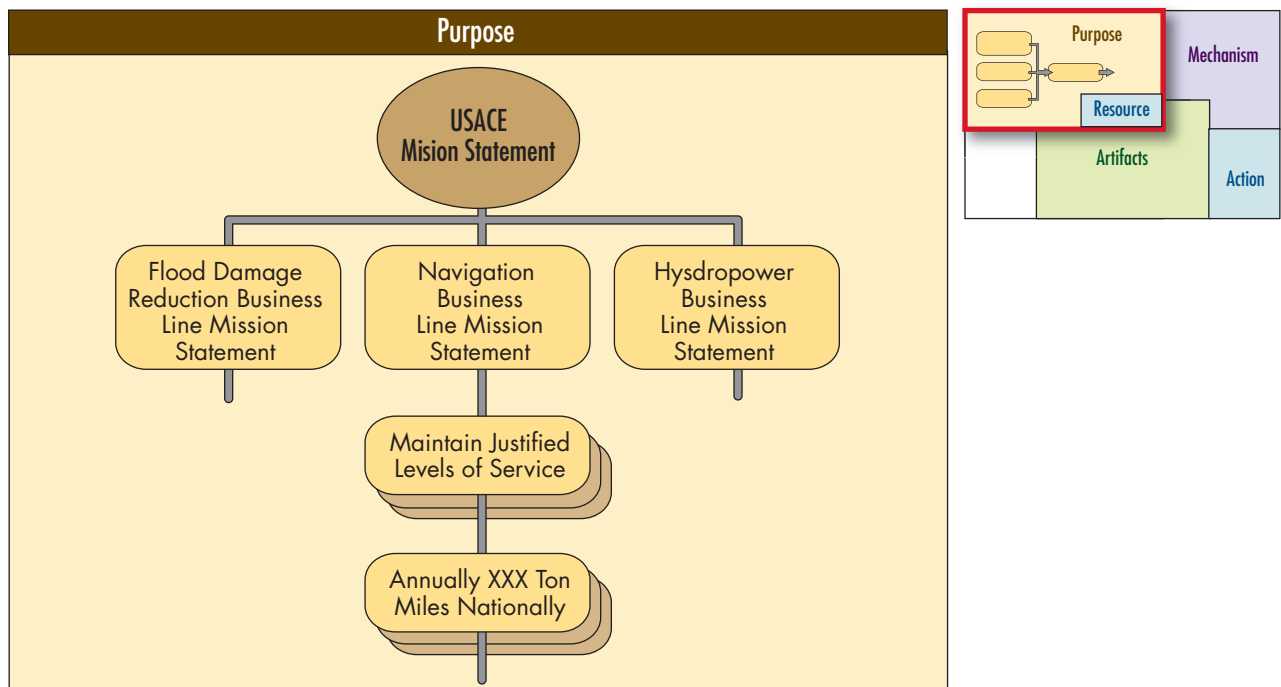 Purpose
USACE
Mision Statement
Flood Damage
Reduction Business
Line Mission
Statement
Navigation
Business
Line Mission
Statement
Hysdropower
Business
Line Mission
Statement
Maintain Justified
Levels of Service
Annually XXX Ton
Miles Nationally
Purpose
Mechanism
Resource
Artifacts
Action